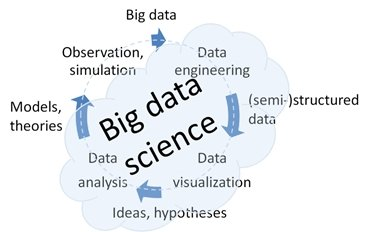 Big data
Observation,
simulation
Data
engineering
Models,
theories
Big data
science
(semi-)structured
data
Data
analysis
Data
visualization
Ideas, hypotheses